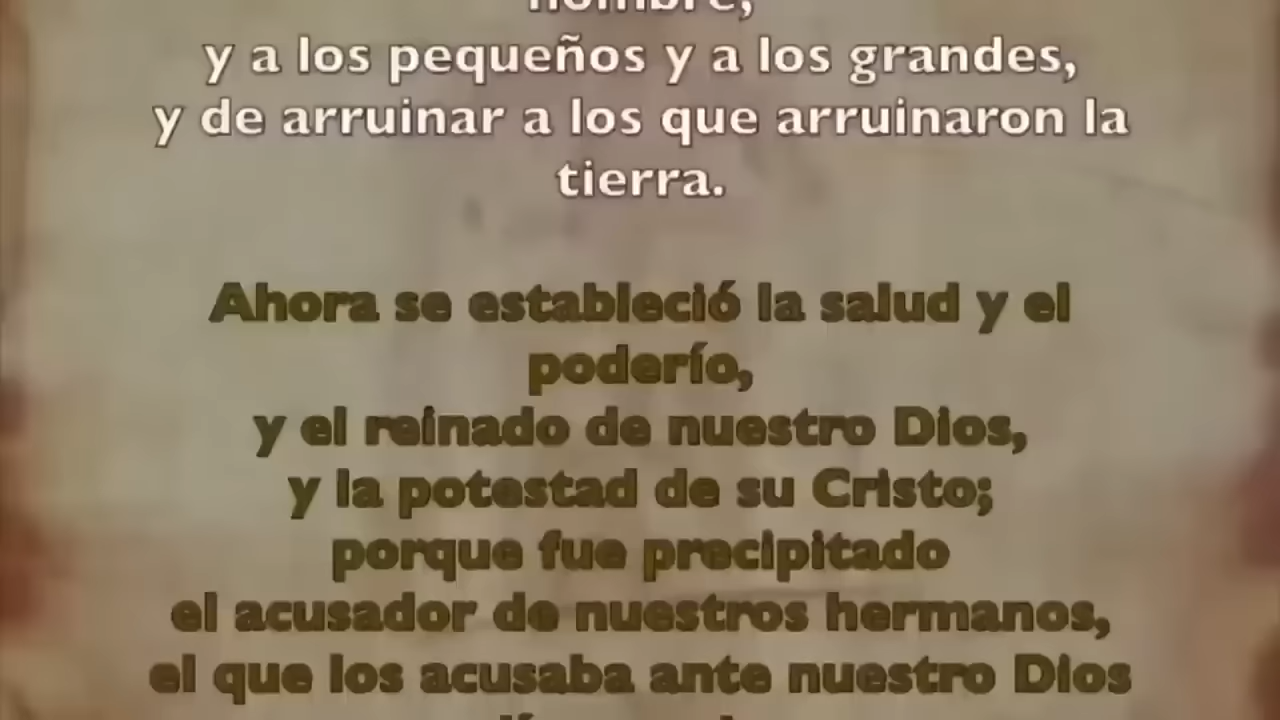 nombre,
y a los pequeños y a los grandes,
y de arruinar a los que arruinaron la
tierra.
Ahora se estableció la salud y el
poderío,
y el reinado de nuestro Dios,
y la potestad de su Cristo;
porque fue precipitado
el acusador de nuestros hermanos,
el que los acusaba ante nuestro Dios